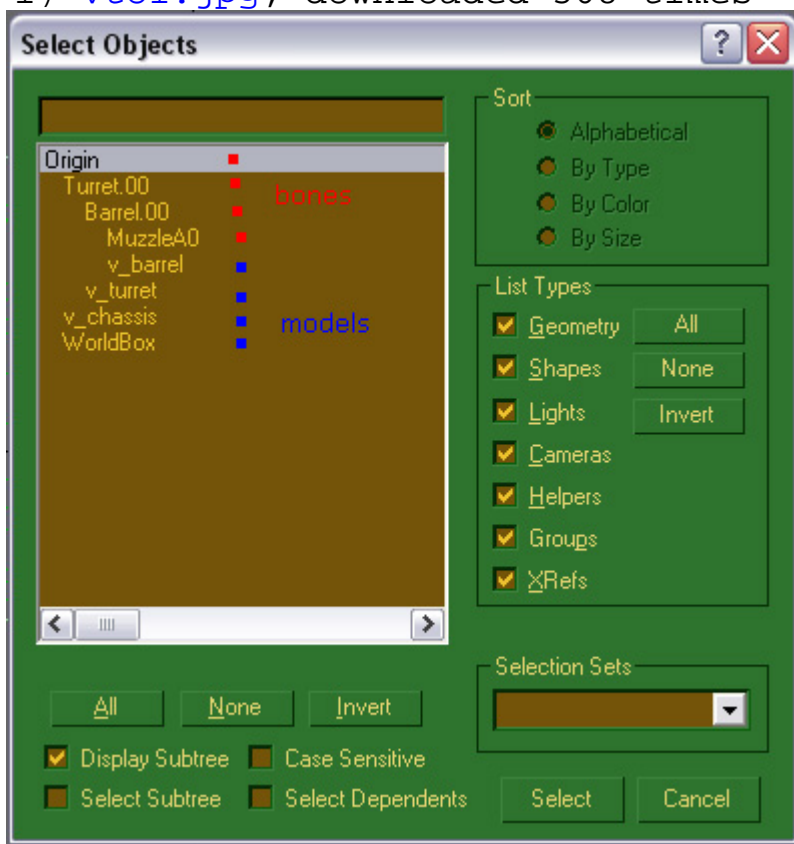 Select Objects
Origin
Turret.00
bones
Barrel.00
MuzzleA0
v_barrel
v_turret
v_chassis
models
WorldBox
Sort
Alphabetical
By Type
By Color
By Size
List Types
Geometry
All
Shapes
None
Lights
Invert
Cameras
Helpers
Groups
XRefs
Selection Sets
All
None
Invert
Display Subtree
Case Sensitive
Select Subtree
Select Dependents
Select
Cancel